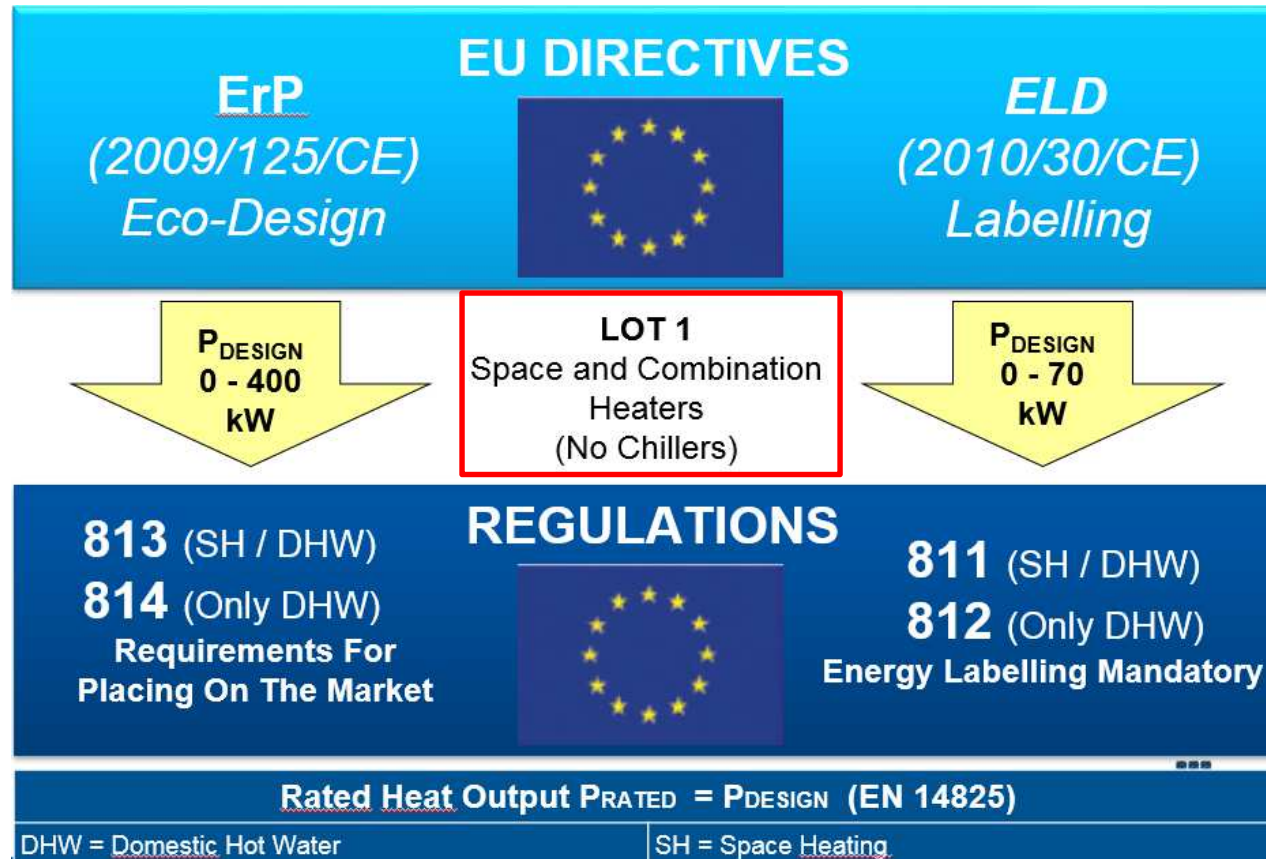 EU DIRECTIVES
ErP
(2009/125/CE)
Eco-Design
ELD
(2010/30/CE)
Labelling
PDESIGN
0 - 400
kW
LOT 1
Space and Combination
Heaters
(No Chillers)
PDESIGN
0 - 70
kW
REGULATIONS
813 (SH / DHW)
814 (Only DHW)
Requirements For
Placing On The Market
811 (SH / DHW)
812 (Only DHW)
Energy Labelling Mandatory
Rated Heat Output PRATED = PDESIGN (EN 14825)
DHW = Domestic Hot Water
SH = Space Heating